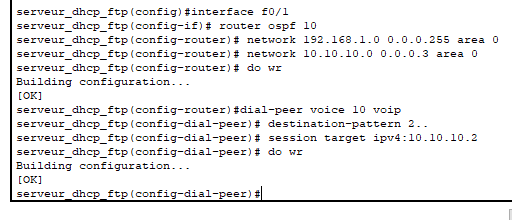 serveur_dhcp_ftp(config)#interface f0/1
serveur_dhcp_ftp(config-if)# router ospf 10
serveur_dhcp_ftp(config-router)# network 192.168.1.0 0.0.0.255 area 0
serveur_dhcp_ftp(config-router)# network 10.10.10.0 0.0.0.3 area 0
serveur_dhcp_ftp(config-router)# do wr
Building configuration...
[OK]
serveur_dhcp_ftp(config-router)#dial-peer voice 10 voip
serveur_dhcp_ftp(config-dial-peer)# destination-pattern 2..
serveur_dhcp_ftp(config-dial-peer)# session target ipv4:10.10.10.2
serveur_dhcp_ftp(config-dial-peer)# do wr
Building configuration...
[OK]
serveur_dhcp_ftp(config-dial-peer)#